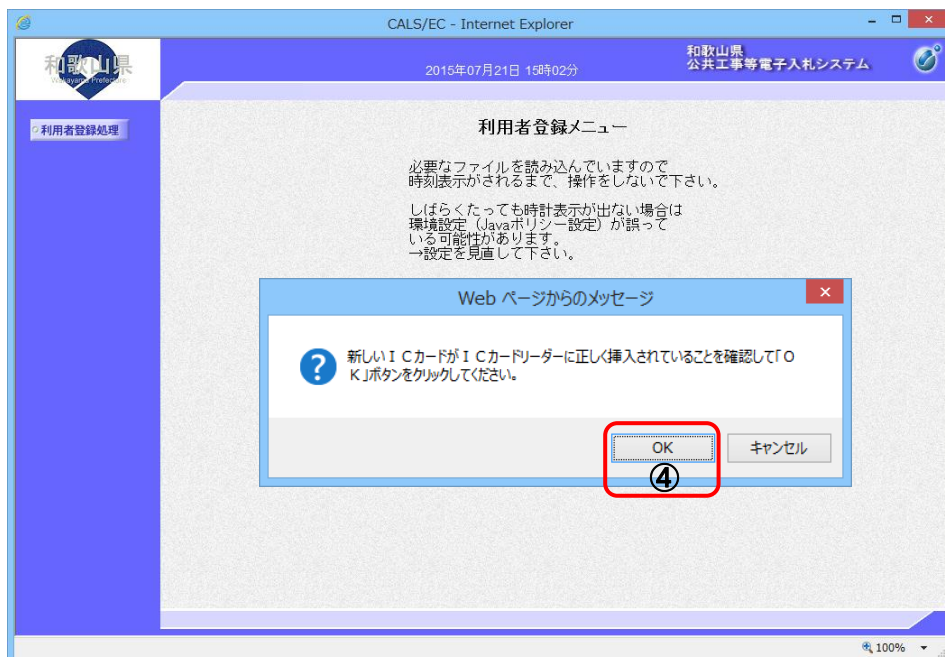 CALS/EC - Internet Explorer
和歌山県
Wakayama Prefecture
2015年07月21日 15時02分
和歌山県
公共工事等電子入札システム
利用者登録処理
利用者登録メニュー
必要なファイルを読み込んでいますので
時刻表示がされるまで、操作をしないで下さい。
しばらくたっても時計表示が出ない場合は
環境設定（Javaポリシー設定）が誤って
いる可能性があります。
→設定を見直して下さい。
Web ページからのメッセージ
新しいＩＣカードがＩＣカードリーダーに正しく挿入されていることを確認して「Ｏ
Ｋ」ボタンをクリックしてください。
OK
キャンセル
④
100%